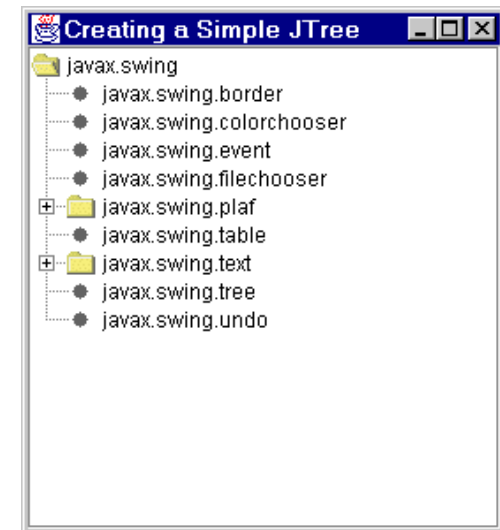 Creating a Simple JTree
javax.swing
javax.swing.border
javax.swing.colorchooser
javax.swing.event
javax.swing.filechooser
javax.swing.plaf
javax.swing.table
javax.swing.text
javax.swing.tree
javax.swing.undo